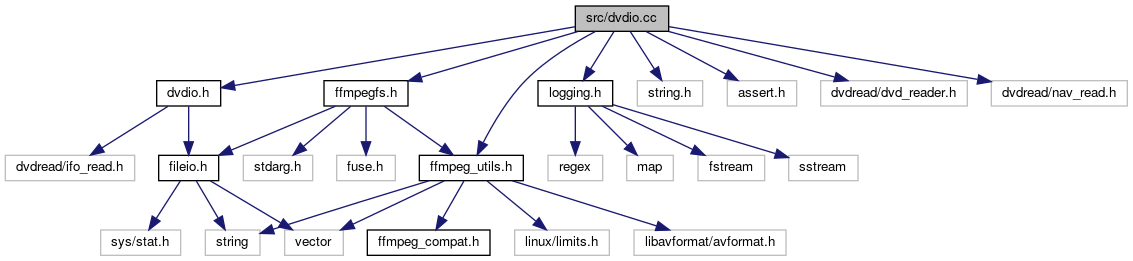 src/dvdio.cc
dvdio.h
ffmpegfs.h
logging.h
string.h
assert.h
dvdread/dvd_reader.h
dvdread/nav_read.h
dvdread/ifo_read.h
fileio.h
stdarg.h
fuse.h
ffmpeg_utils.h
regex
map
fstream
sstream
sys/stat.h
string
vector
ffmpeg_compat.h
linux/limits.h
libavformat/avformat.h